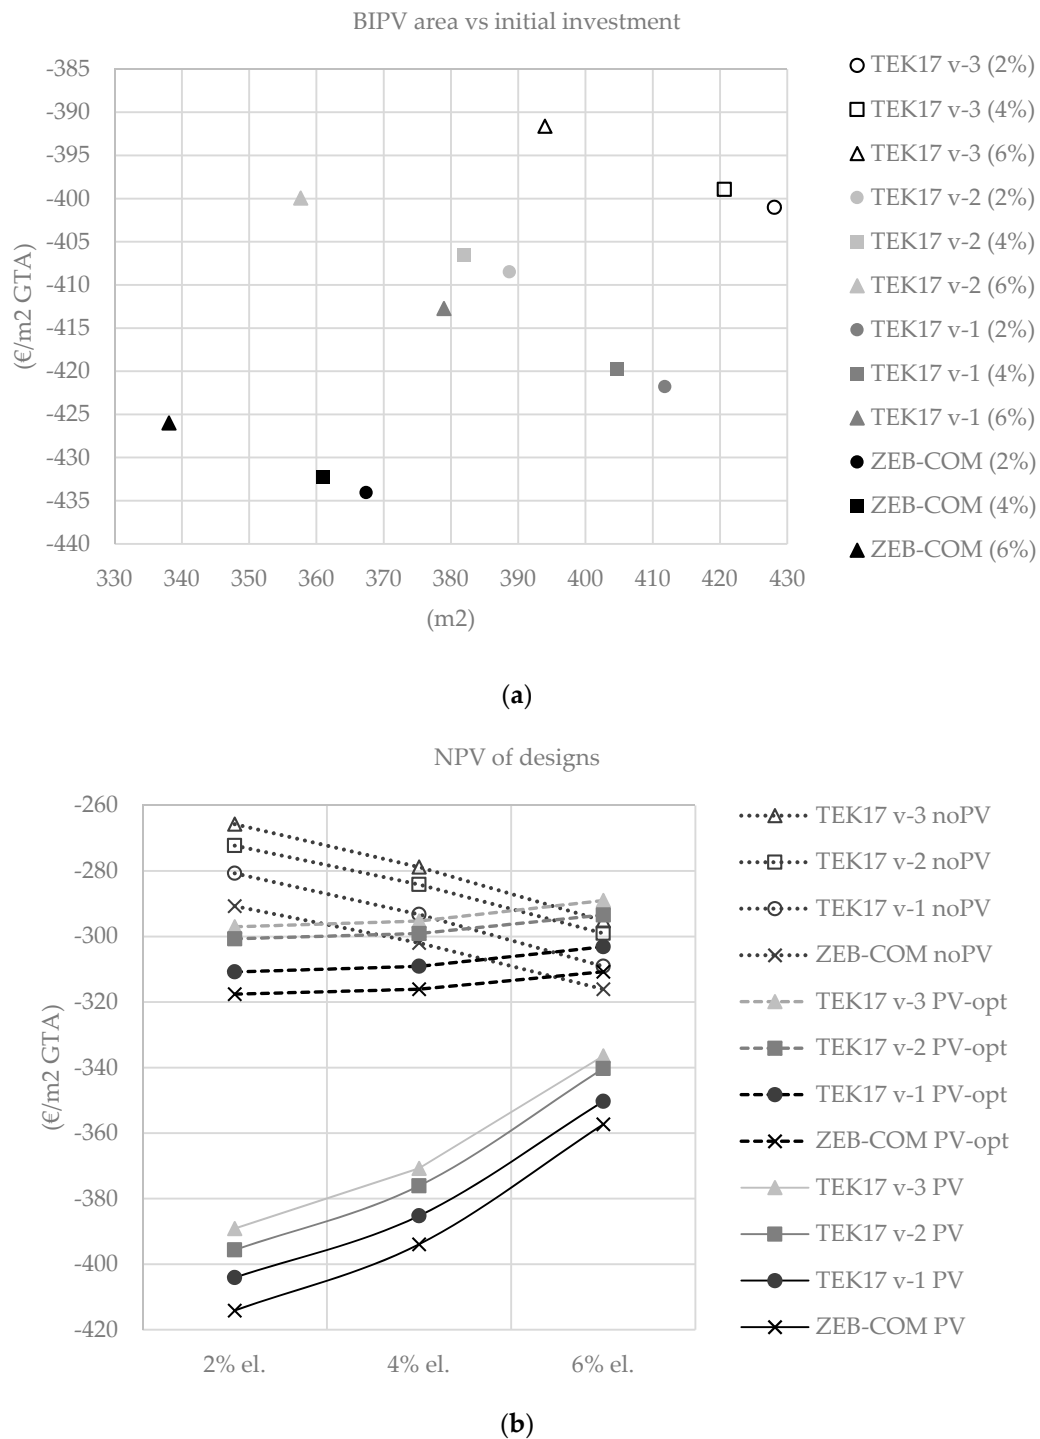 BIPV area vs initial investment
-385
-390
-395
-400
-405
-410
-415
-420
-425
-430
-435
-440
(€/m2 GTA)
330 340 350 360 370 380 390 400 410 420 430
(m2)
TEK17 v-3 (2%)
TEK17 v-3 (4%)
TEK17 v-3 (6%)
TEK17 v-2 (2%)
TEK17 v-2 (4%)
TEK17 v-2 (6%)
TEK17 v-1 (2%)
TEK17 v-1 (4%)
TEK17 v-1 (6%)
ZEB-COM (2%)
ZEB-COM (4%)
ZEB-COM (6%)
(a)
NPV of designs
-260
-280
-300
-320
-340
-360
-380
-400
-420
(€/m2 GTA)
2% el. 4% el. 6% el.
TEK17 v-3 noPV
TEK17 v-2 noPV
TEK17 v-1 noPV
ZEB-COM noPV
TEK17 v-3 PV-opt
TEK17 v-2 PV-opt
TEK17 v-1 PV-opt
ZEB-COM PV-opt
TEK17 v-3 PV
TEK17 v-2 PV
TEK17 v-1 PV
ZEB-COM PV
(b)